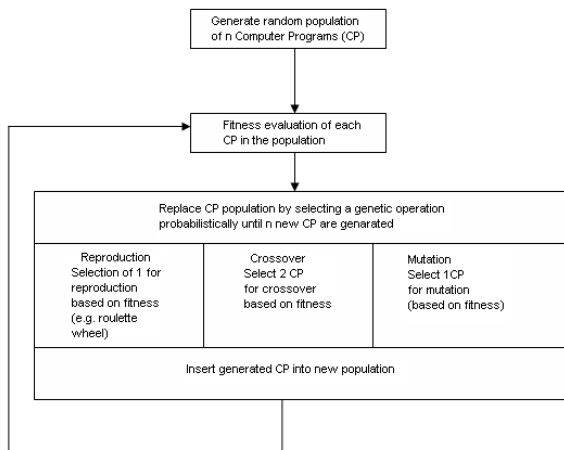 Generate random population
of n Computer Programs (CP)
Fitness evaluation of each
CP in the population
Replace CP population by selecting a genetic operation
probabilistically until n new CP are genarated
Reproduction
Selection of 1 for
reproduction
based on fitness
(e.g. roulette
wheel)
Crossover
Select 2 CP
for crossover
based on fitness
Mutation
Select 1CP
for mutation
(based on fitness)
Insert generated CP into new population